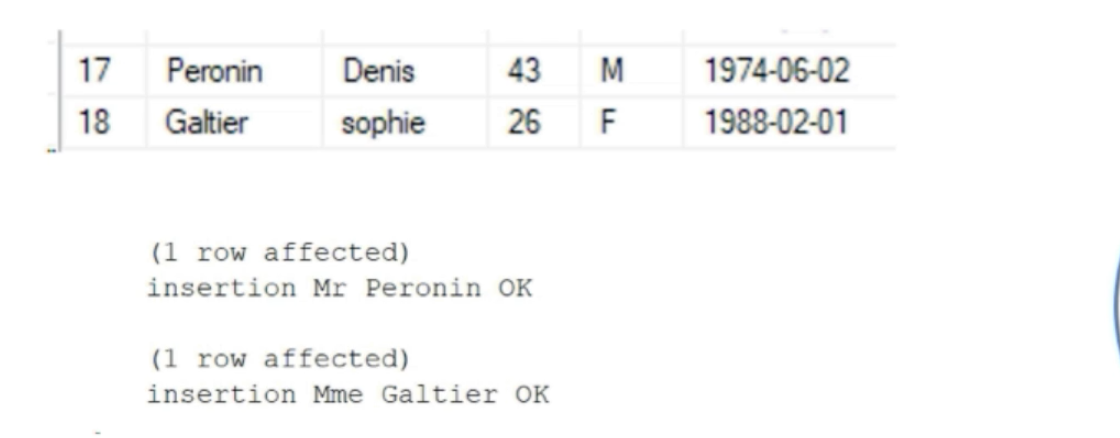 17 Peronin Denis 43 M 1974-06-02
18 Galtier sophie 26 F 1988-02-01
(1 row affected)
insertion Mr Peronin OK
(1 row affected)
insertion Mme Galtier OK